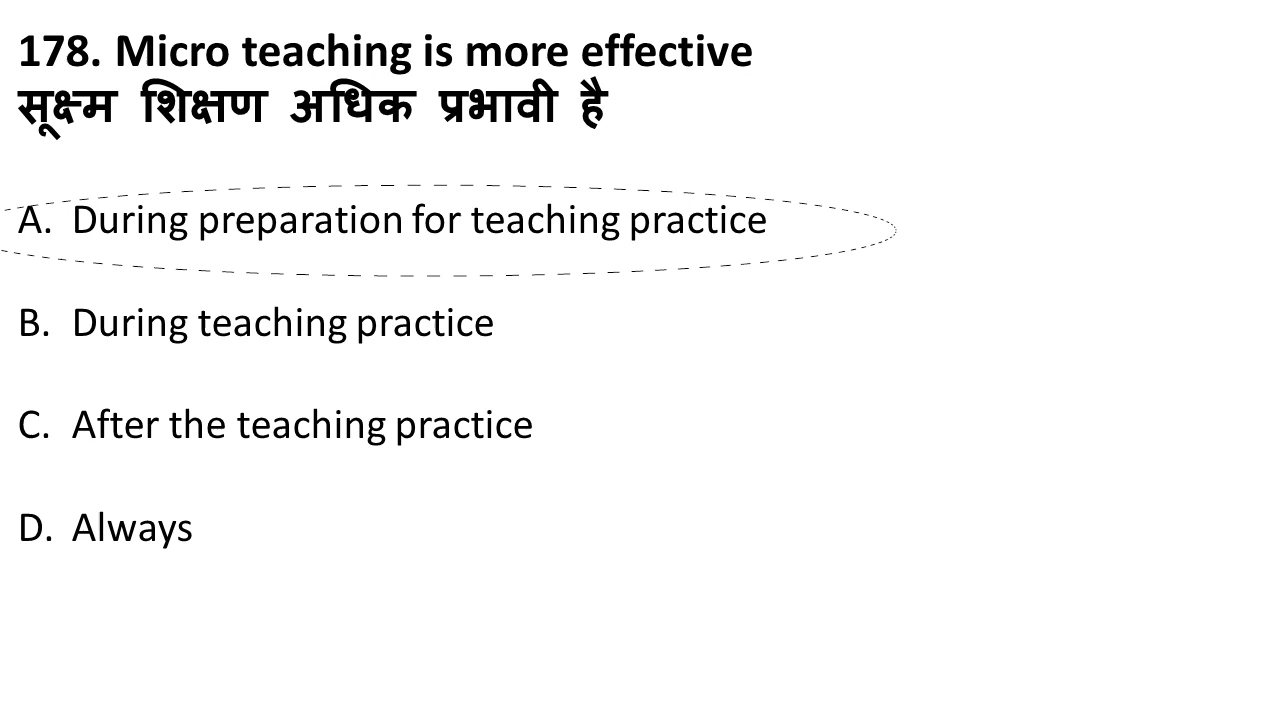 178. Micro teaching is more effective
सूक्ष्म शिक्षण अधिक प्रभावी है
A. During preparation for teaching practice
B. During teaching practice
C. After the teaching practice
D. Always